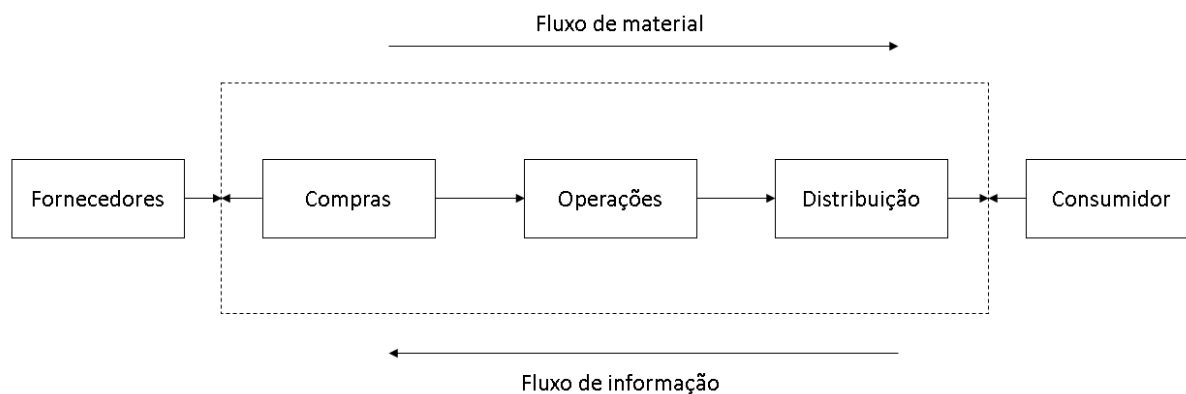 Fluxo de material
Fornecedores
Compras
Operações
Distribuição
Consumidor
Fluxo de informação